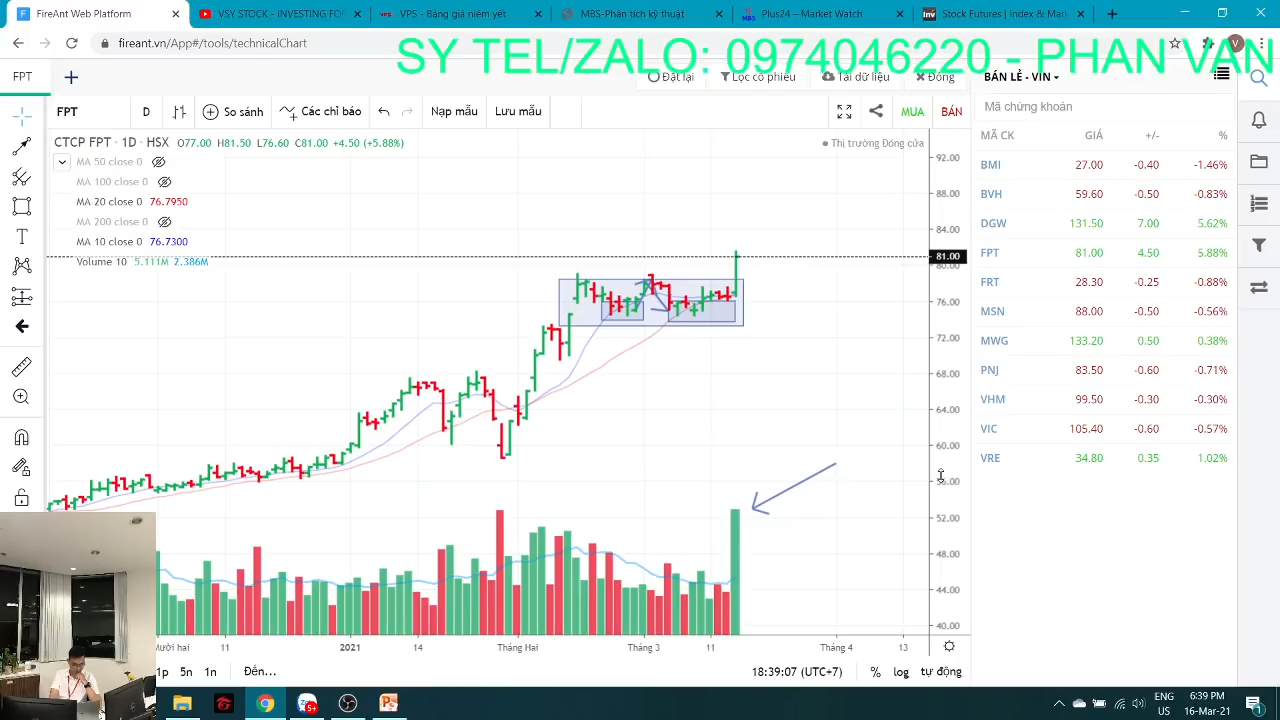 FireAnt Web Platform
VSY STOCK - INVESTING FO
VPS - Bảng giá niêm yết
MBS-Phân tích kỹ thuật
Plus24 – Market Watch
Stock Futures | Index & Mar
fireant.vn/App#/tools/technicalChart
SY TEL/ZALO: 0974046220 - PHAN VAN
FPT
Đặt lại
Lọc cổ phiếu
Tải dữ liệu
Đóng
BÁN LẺ - VIN
FPT D So sánh Các chỉ báo Nạp mẫu Lưu mẫu MUA BÁN
Mã chứng khoán
CTCP FPT · 1D · HSX O77.00 H81.50 L76.60 C81.00 +4.50 (+5.88%)
Thị trường Đóng cửa
MA 50 close 0
MA 100 close 0
MA 20 close 0 76.7950
MA 200 close 0
MA 10 close 0 76.7300
Volume 10 5.111M 2.386M
92.00
88.00
84.00
81.00
80.00
76.00
72.00
68.00
64.00
60.00
56.00
52.00
48.00
44.00
40.00
MÃ CK GIÁ +/- %
BMI 27.00 -0.40 -1.46%
BVH 59.60 -0.50 -0.83%
DGW 131.50 7.00 5.62%
FPT 81.00 4.50 5.88%
FRT 28.30 -0.25 -0.88%
MSN 88.00 -0.50 -0.56%
MWG 133.20 0.50 0.38%
PNJ 83.50 -0.60 -0.71%
VHM 99.50 -0.30 -0.30%
VIC 105.40 -0.60 -0.57%
VRE 34.80 0.35 1.02%
Mười hai 11 2021 14 Tháng Hai Tháng 3 11 Tháng 4 13
1p 5n 1n Đến...
18:39:07 (UTC+7) % log tự động
ENG
US
6:39 PM
16-Mar-21